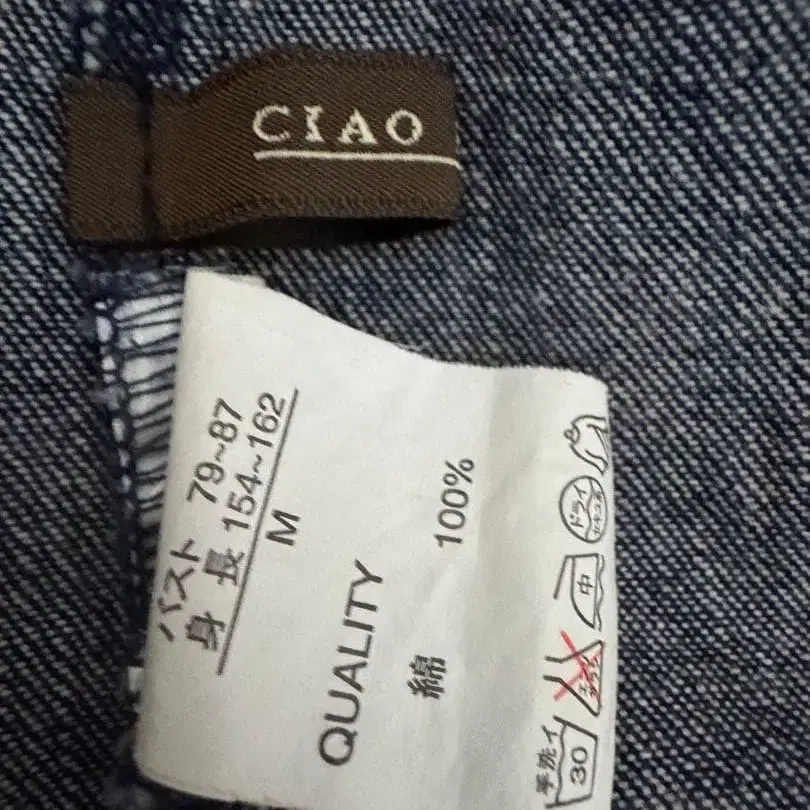 CIAO
バスト 79~87
身長 154~162
M
QUALITY
綿 100%
手洗イ
30
中
ドライ